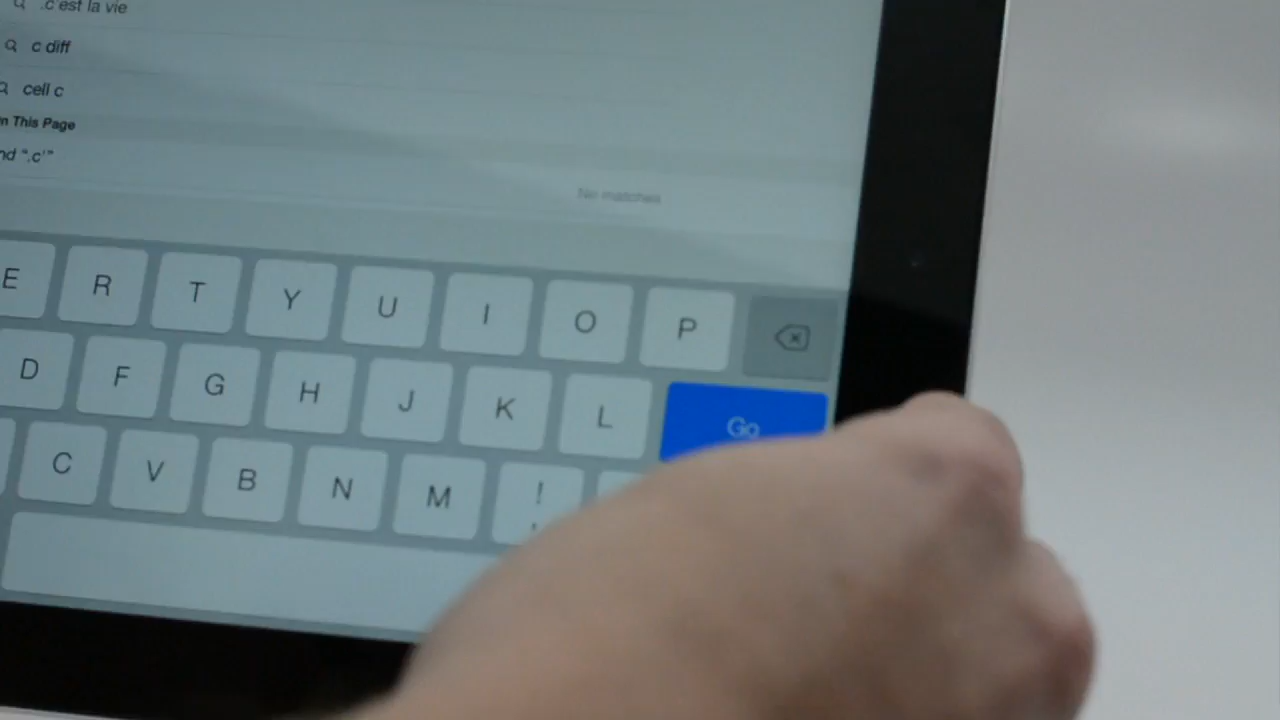 .c'est la vie
c diff
cell c
n This Page
nd ".c'"
No matches
E R T Y U I O P
D F G H J K L Go
C V B N M ! ,